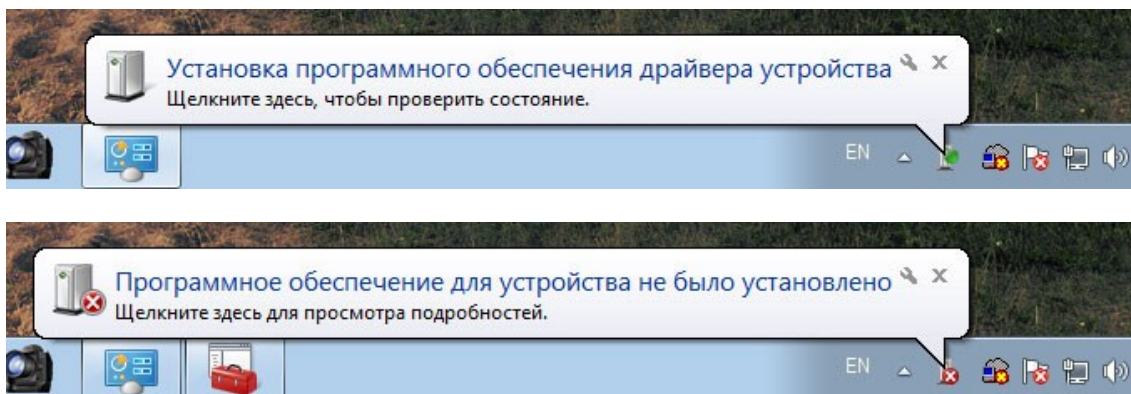 Установка программного обеспечения драйвера устройства
Щелкните здесь, чтобы проверить состояние.
EN
Программное обеспечение для устройства не было установлено
Щелкните здесь для просмотра подробностей.
EN